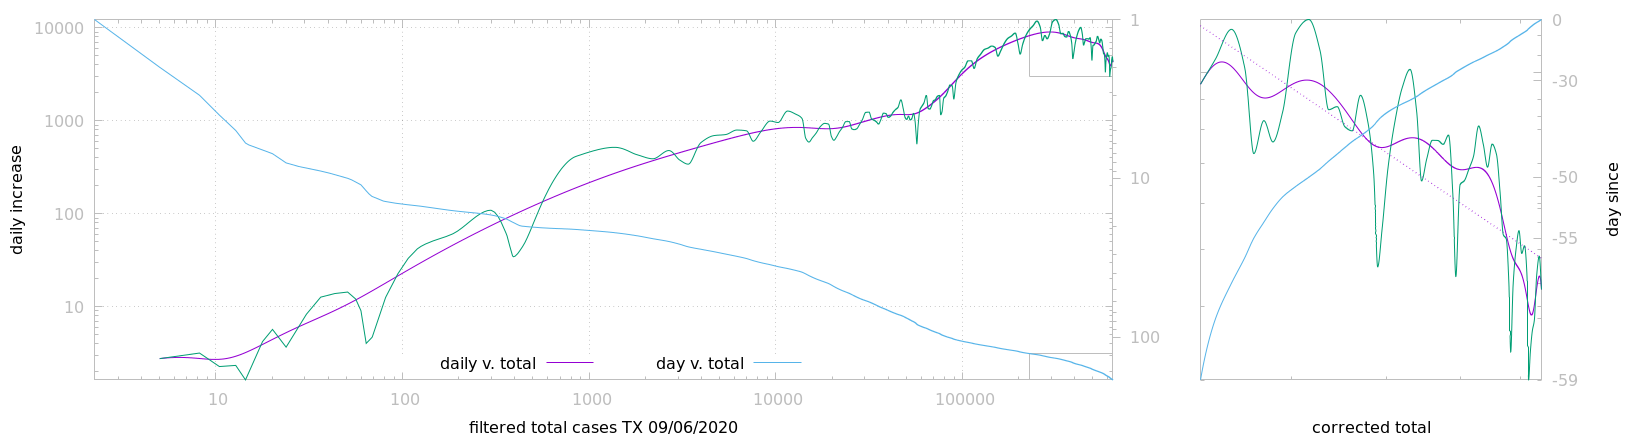 10000
1000
100
10
daily increase
10
100
1000
10000
100000
filtered total cases TX 09/06/2020
daily v. total
day v. total
1
10
100
0
-30
-50
-55
-59
day since
corrected total